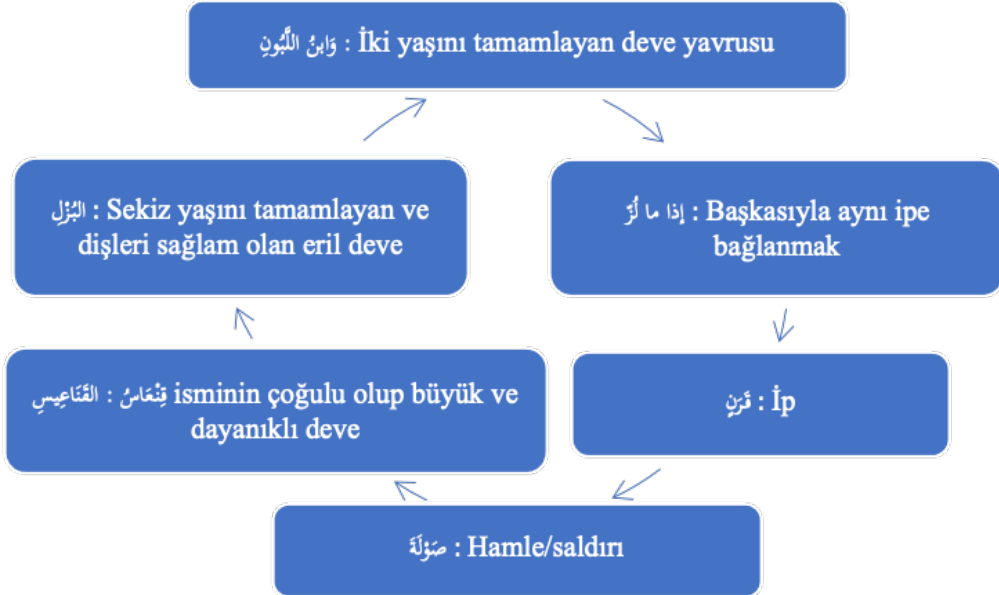 وَابنُ اللَّبُونِ : İki yaşını tamamlayan deve yavrusu
إذا ما لُزَّ : Başkasıyla aynı ipe
bağlanmak
قَرَنٍ : İp
صَوْلَةَ : Hamle/saldırı
القَنَاعِيسِ : قِنْعَاسُ isminin çoğulu olup büyük ve
dayanıklı deve
البُزْلِ : Sekiz yaşını tamamlayan ve
dişleri sağlam olan eril deve